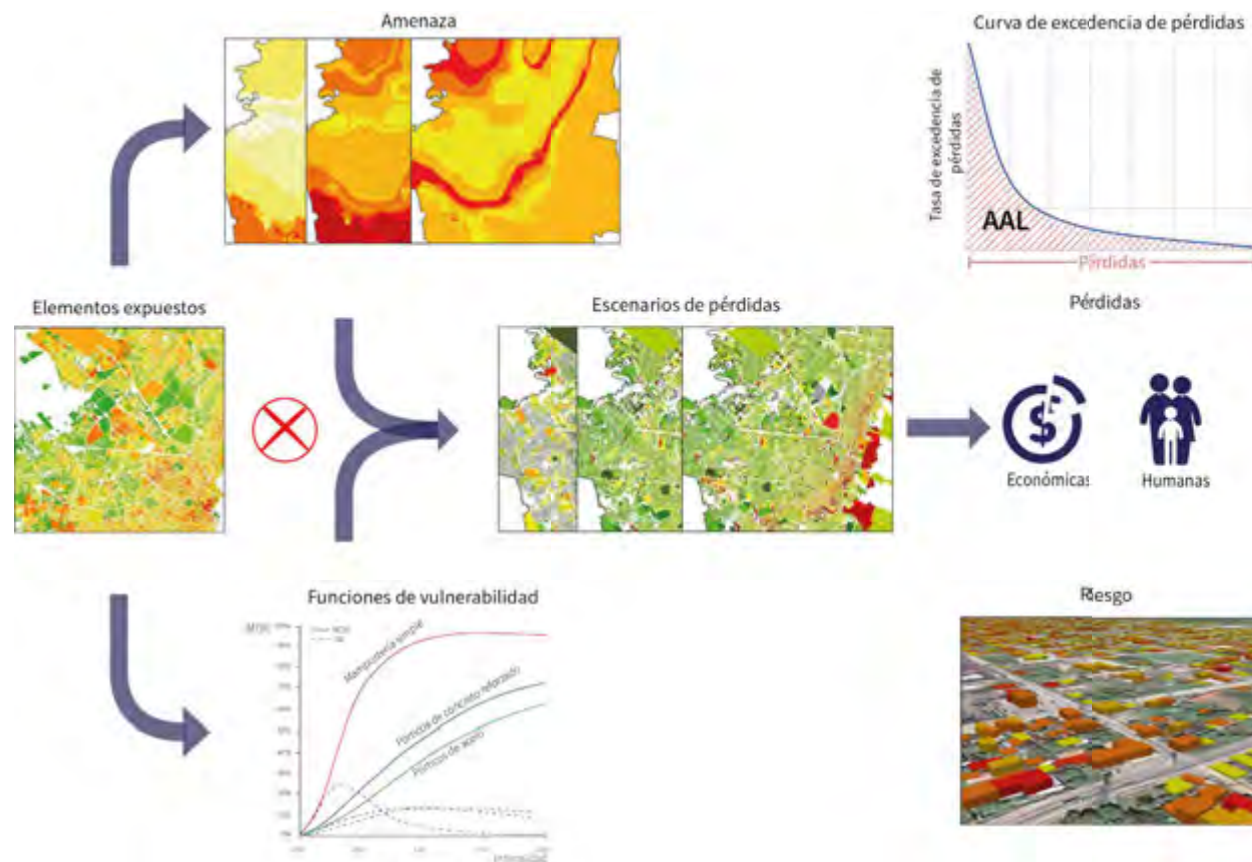 Amenaza
Curva de excedencia de pérdidas
Tasa de excedencia de
pérdidas
AAL
Pérdidas
Elementos expuestos
Escenarios de pérdidas
Pérdidas
$
Económicas
Humanas
Funciones de vulnerabilidad
Mampostería simple
Pórticos de concreto reforzado
Pórticos de acero
Riesgo